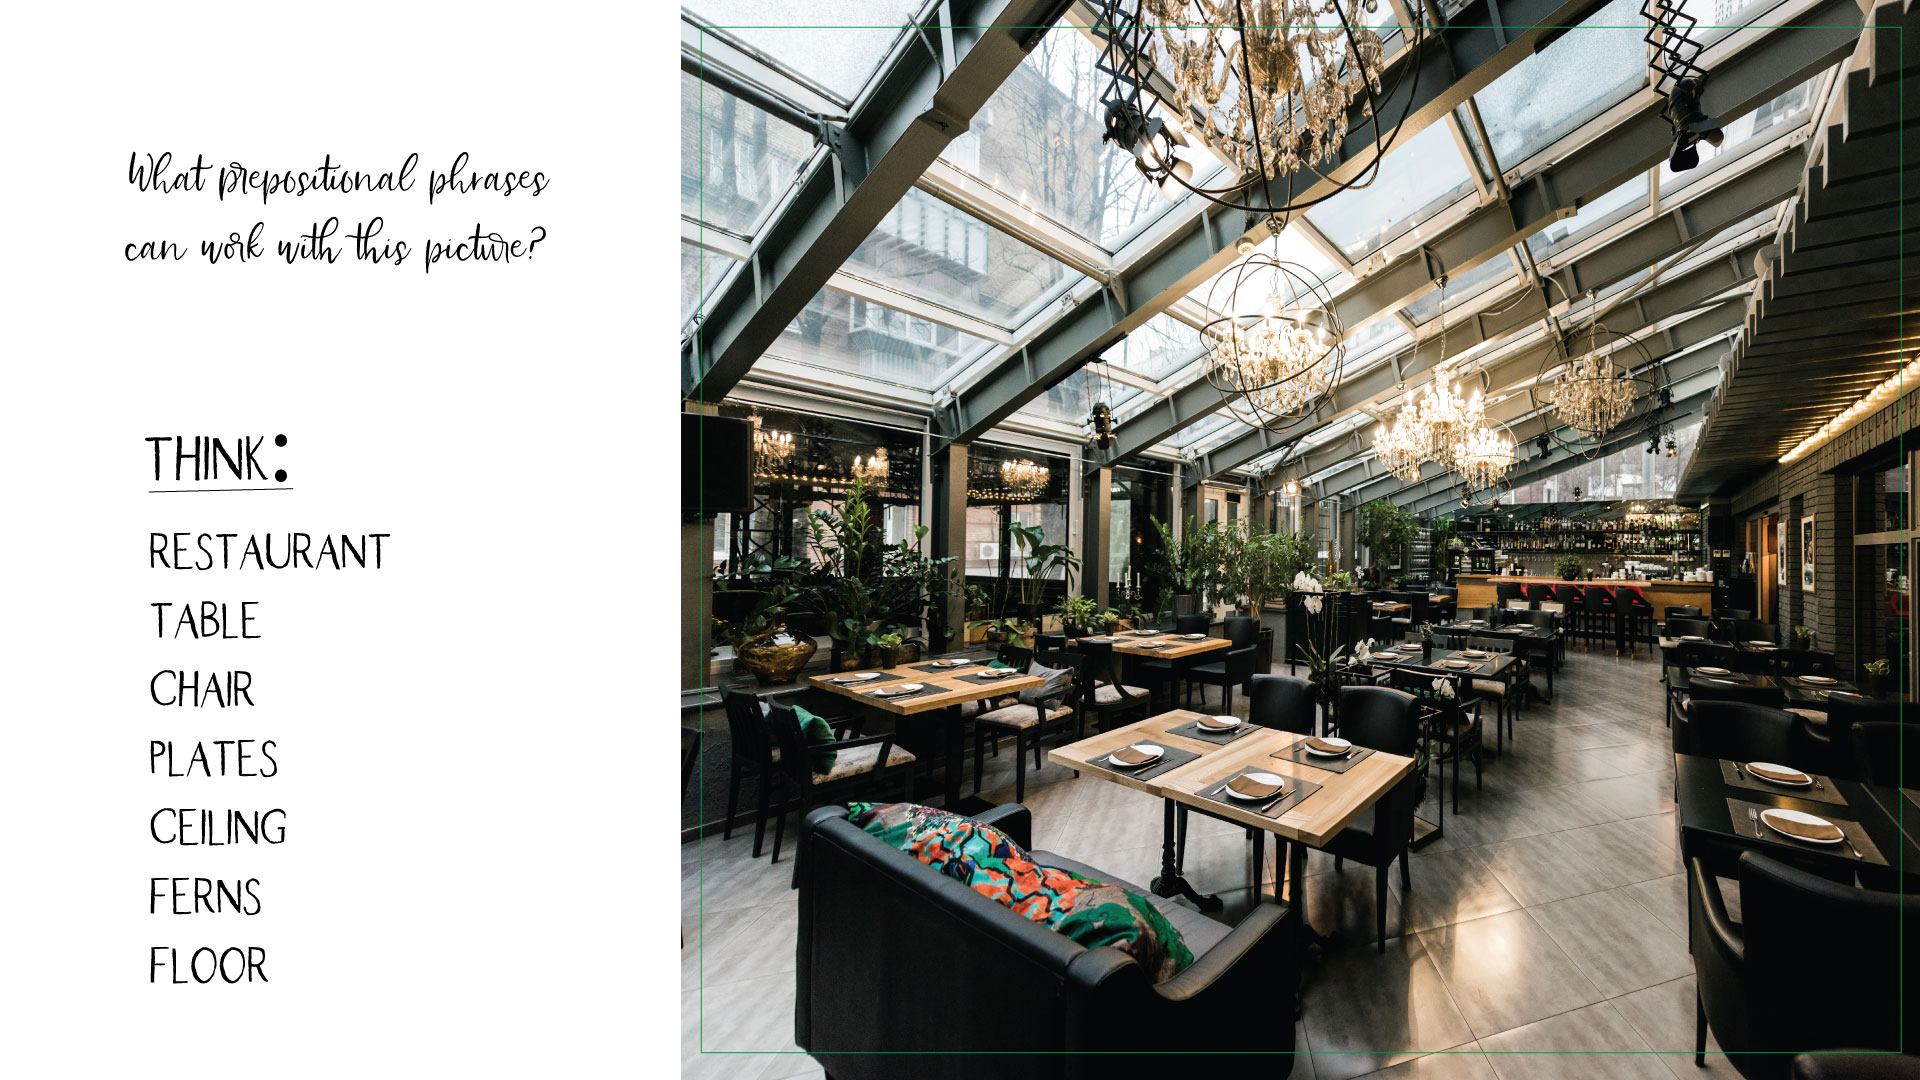 What prepositional phrases
can work with this picture?
THINK:
RESTAURANT
TABLE
CHAIR
PLATES
CEILING
FERNS
FLOOR